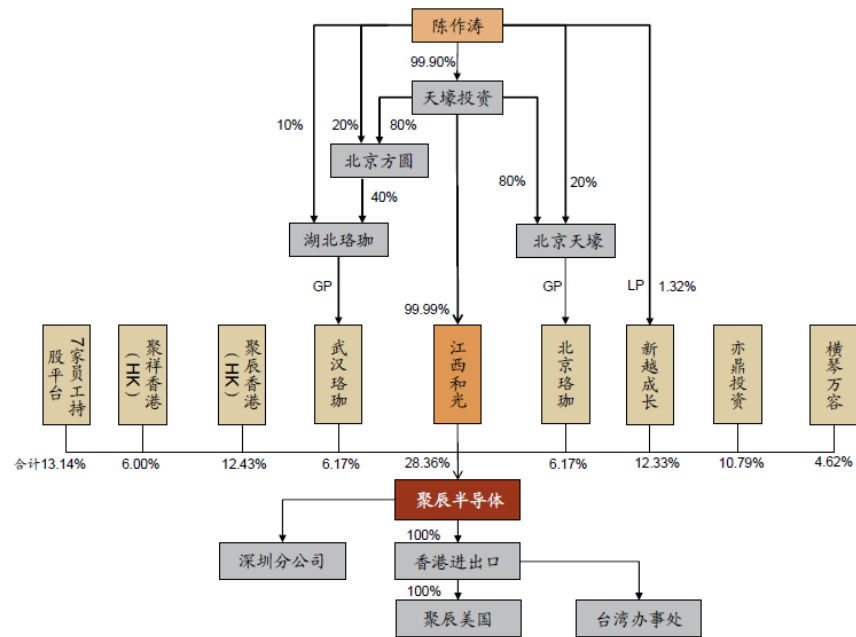 陈作涛
99.90%
天壕投资
10%
20%
80%
北京方圆
80%
20%
40%
湖北珞珈
北京天壕
GP
GP
LP
1.32%
99.99%
7家员工持
股平台
聚祥香港
（HK）
聚辰香港
（HK）
武汉珞珈
江西和光
北京珞珈
新越成长
亦鼎投资
横琴万容
合计13.14%
6.00%
12.43%
6.17%
28.36%
6.17%
12.33%
10.79%
4.62%
聚辰半导体
100%
深圳分公司
香港进出口
100%
聚辰美国
台湾办事处